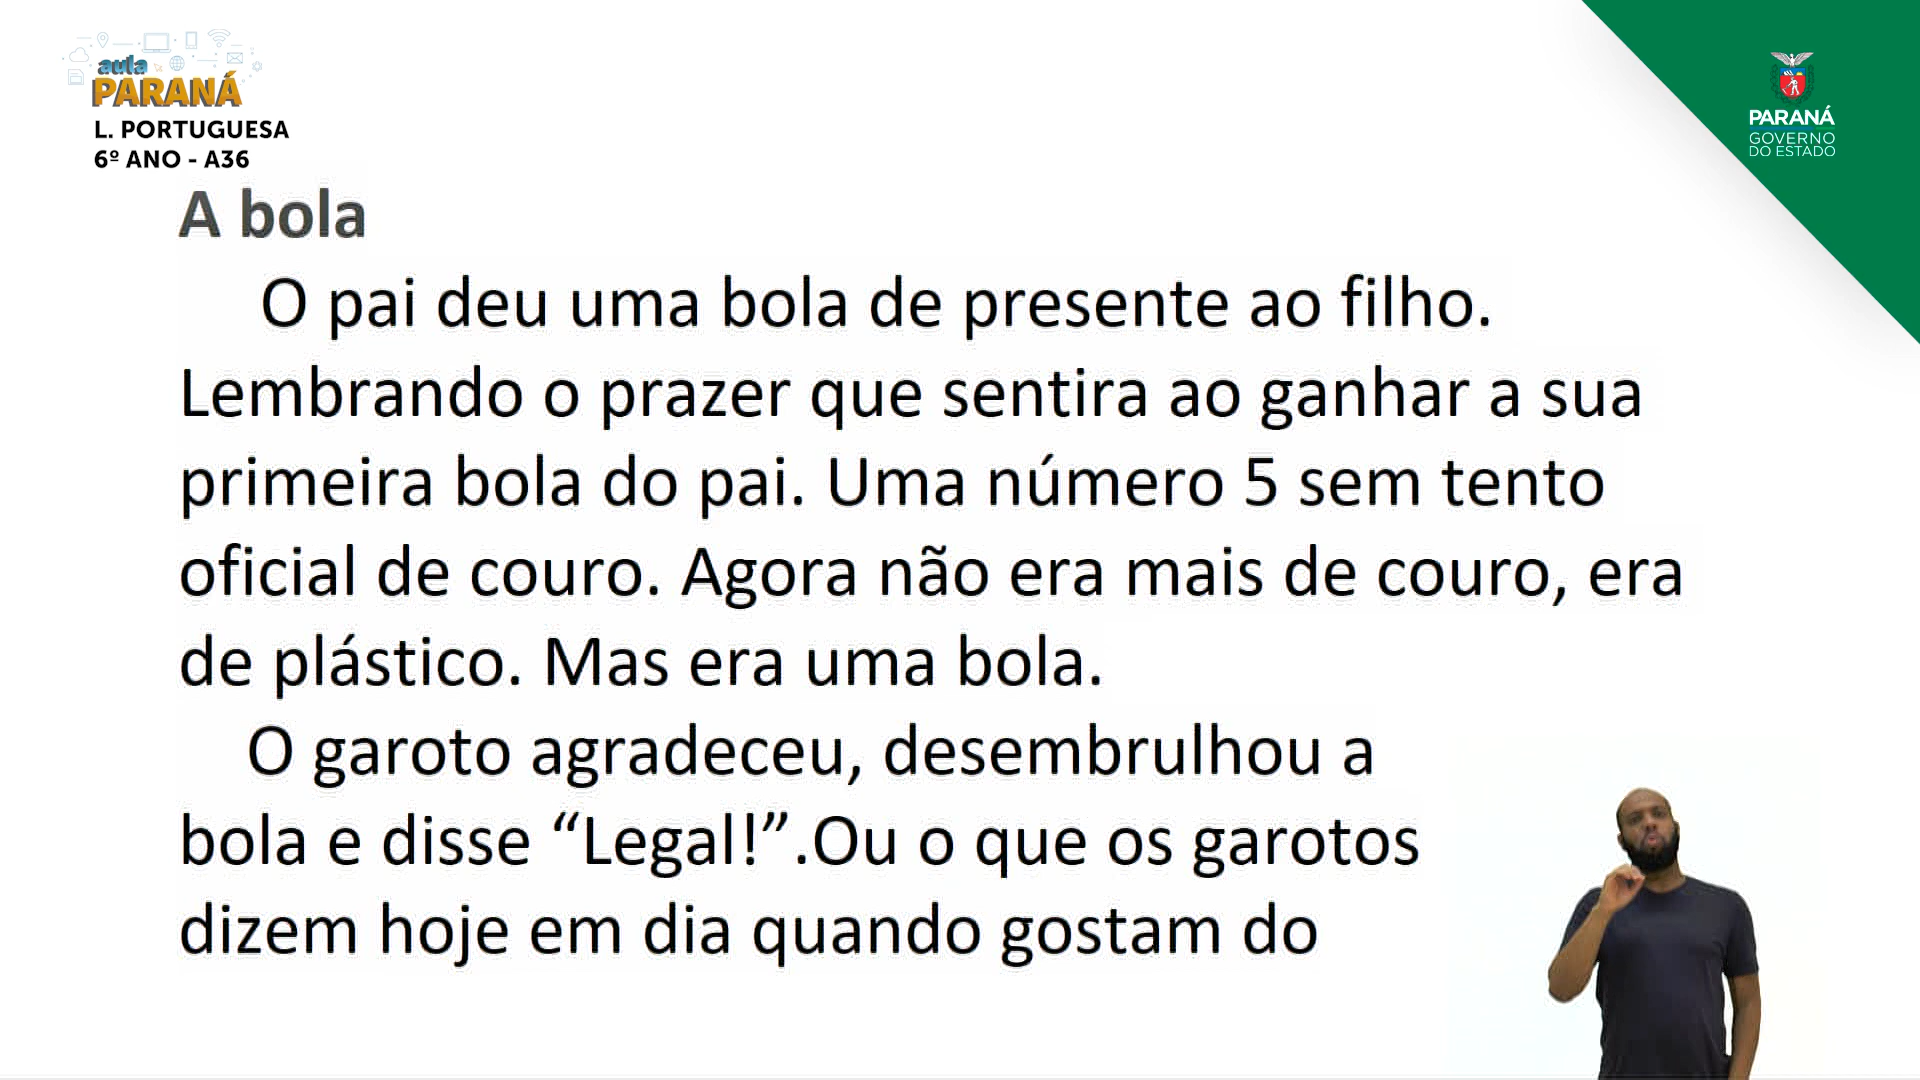 aula
PARANÁ
L. PORTUGUESA
6º ANO - A36
PARANÁ
GOVERNO
DO ESTADO
A bola
O pai deu uma bola de presente ao filho.
Lembrando o prazer que sentira ao ganhar a sua
primeira bola do pai. Uma número 5 sem tento
oficial de couro. Agora não era mais de couro, era
de plástico. Mas era uma bola.
O garoto agradeceu, desembrulhou a
bola e disse “Legal!”.Ou o que os garotos
dizem hoje em dia quando gostam do